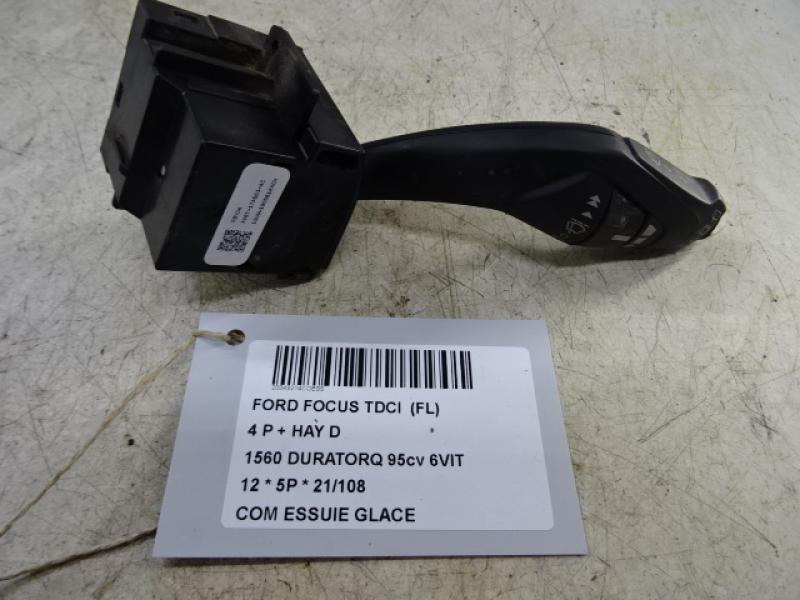 FORD FOCUS TDCI (FL)
4 P + HAY D
1560 DURATORQ 95cv 6VIT
12 * 5P * 21/108
COM ESSUIE GLACE